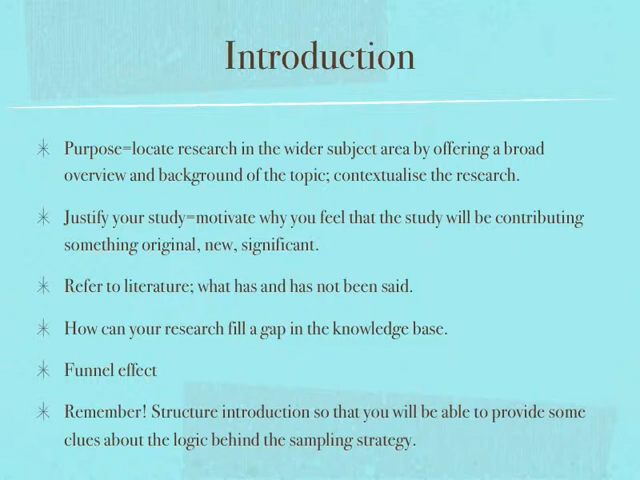 Introduction
Purpose=locate research in the wider subject area by offering a broad
overview and background of the topic; contextualise the research.
Justify your study=motivate why you feel that the study will be contributing
something original, new, significant.
Refer to literature; what has and has not been said.
How can your research fill a gap in the knowledge base.
Funnel effect
Remember! Structure introduction so that you will be able to provide some
clues about the logic behind the sampling strategy.